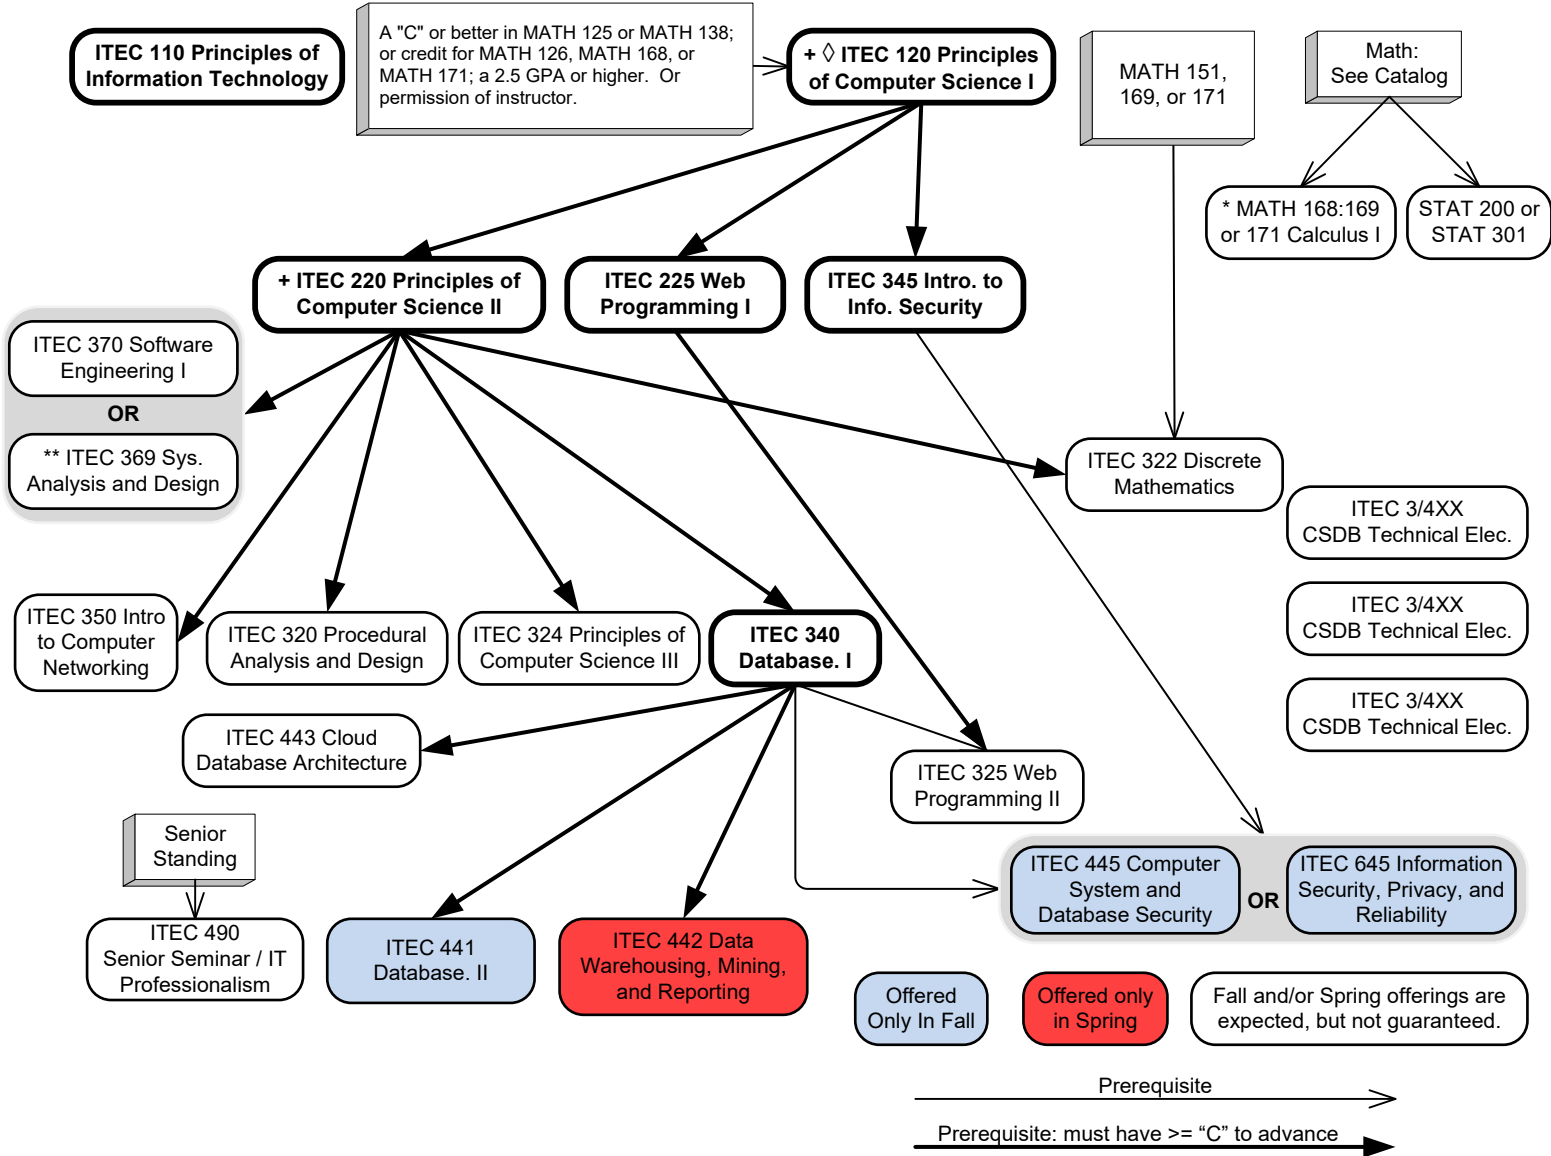 ITEC 110 Principles of
Information Technology
A "C" or better in MATH 125 or MATH 138;
or credit for MATH 126, MATH 168, or
MATH 171; a 2.5 GPA or higher.  Or
permission of instructor.
+ ◊ ITEC 120 Principles
of Computer Science I
MATH 151,
169, or 171
Math:
See Catalog
* MATH 168:169
or 171 Calculus I
STAT 200 or
STAT 301
+ ITEC 220 Principles of
Computer Science II
ITEC 225 Web
Programming I
ITEC 345 Intro. to
Info. Security
ITEC 370 Software
Engineering I
OR
** ITEC 369 Sys.
Analysis and Design
ITEC 322 Discrete
Mathematics
ITEC 3/4XX
CSDB Technical Elec.
ITEC 3/4XX
CSDB Technical Elec.
ITEC 3/4XX
CSDB Technical Elec.
ITEC 350 Intro
to Computer
Networking
ITEC 320 Procedural
Analysis and Design
ITEC 324 Principles of
Computer Science III
ITEC 340
Database. I
ITEC 443 Cloud
Database Architecture
ITEC 325 Web
Programming II
Senior
Standing
ITEC 490
Senior Seminar / IT
Professionalism
ITEC 441
Database. II
ITEC 442 Data
Warehousing, Mining,
and Reporting
ITEC 445 Computer
System and
Database Security
OR
ITEC 645 Information
Security, Privacy, and
Reliability
Offered
Only In Fall
Offered only
in Spring
Fall and/or Spring offerings are
expected, but not guaranteed.
Prerequisite
Prerequisite: must have >= “C” to advance